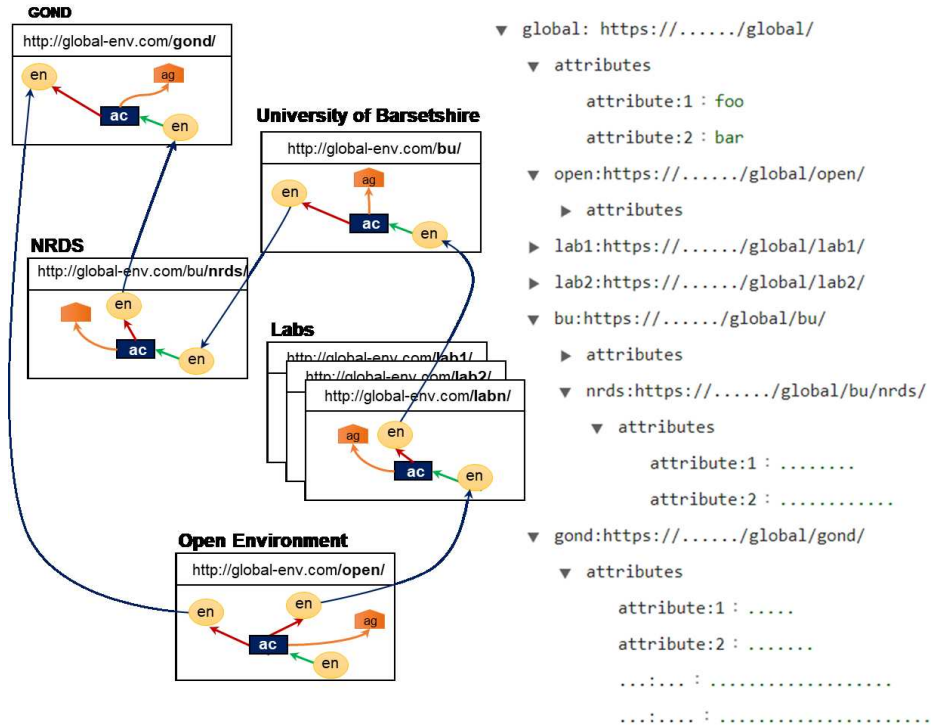 GOND
http://global-env.com/gond/
en
ag
ac
en
University of Barsetshire
http://global-env.com/bu/
ag
en
ac
en
NRDS
http://global-env.com/bu/nrds/
en
ac
en
Labs
http://global-env.com/lab1/
http://global-env.com/lab2/
http://global-env.com/labn/
ag
en
ac
en
Open Environment
http://global-env.com/open/
en
en
ag
ac
en
▼ global: https://....../global/
▼ attributes
attribute:1 : foo
attribute:2 : bar
▼ open:https://....../global/open/
▶ attributes
▶ lab1:https://....../global/lab1/
▶ lab2:https://....../global/lab2/
▼ bu:https://....../global/bu/
▶ attributes
▼ nrds:https://....../global/bu/nrds/
▼ attributes
attribute:1 : ........
attribute:2 : ............
▼ gond:https://....../global/gond/
▼ attributes
attribute:1 : .....
attribute:2 : .......
...:... : ...................
...:.... : .......................